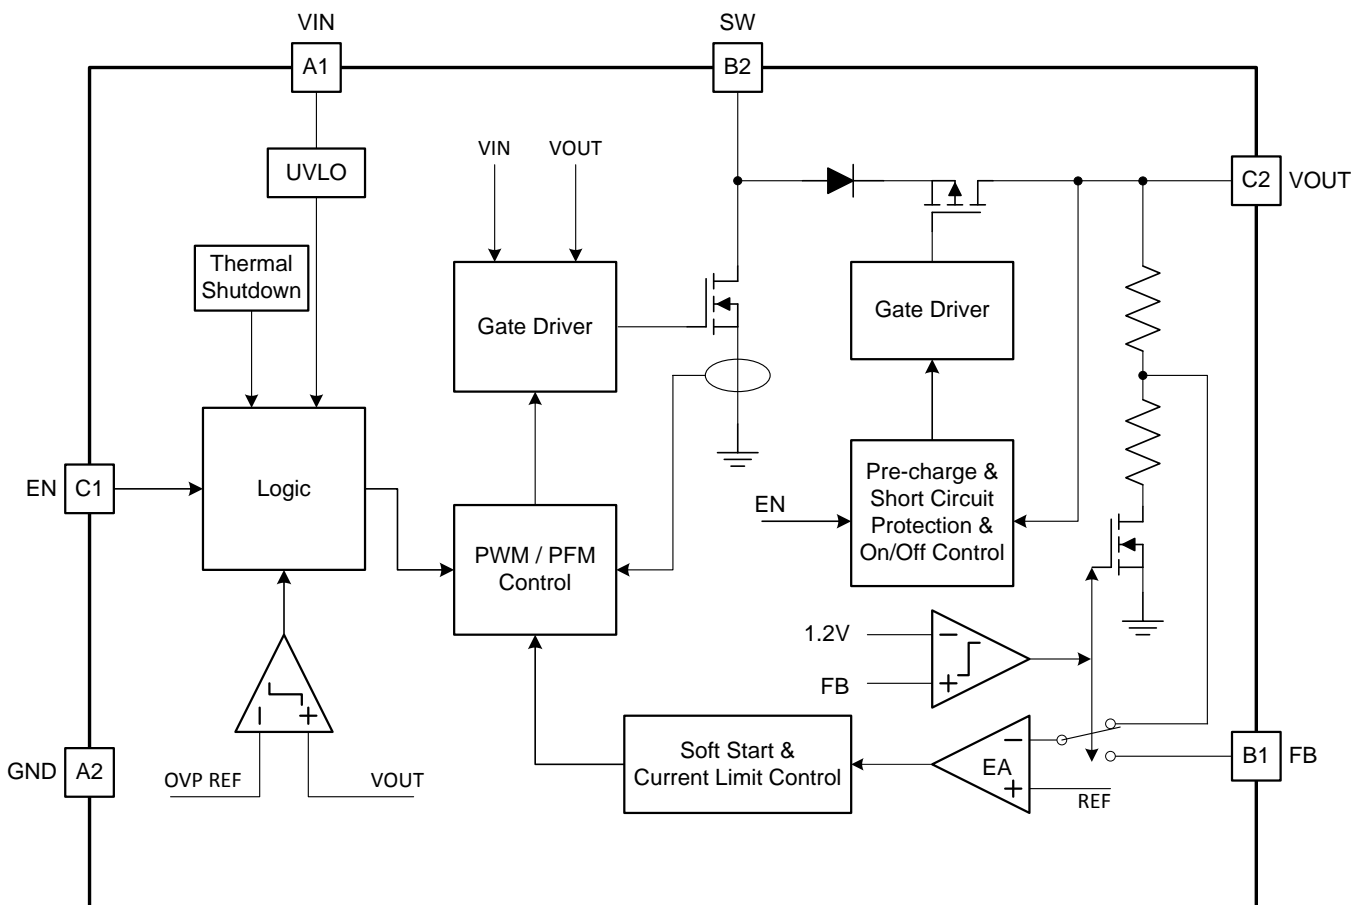 VIN
SW
A1
B2
UVLO
VIN
VOUT
C2
VOUT
Thermal
Shutdown
Gate Driver
Gate Driver
EN
C1
Logic
Pre-charge &
Short Circuit
Protection &
On/Off Control
EN
PWM / PFM
Control
1.2V
FB
Soft Start &
Current Limit Control
EA
REF
GND
A2
OVP REF
VOUT
B1
FB